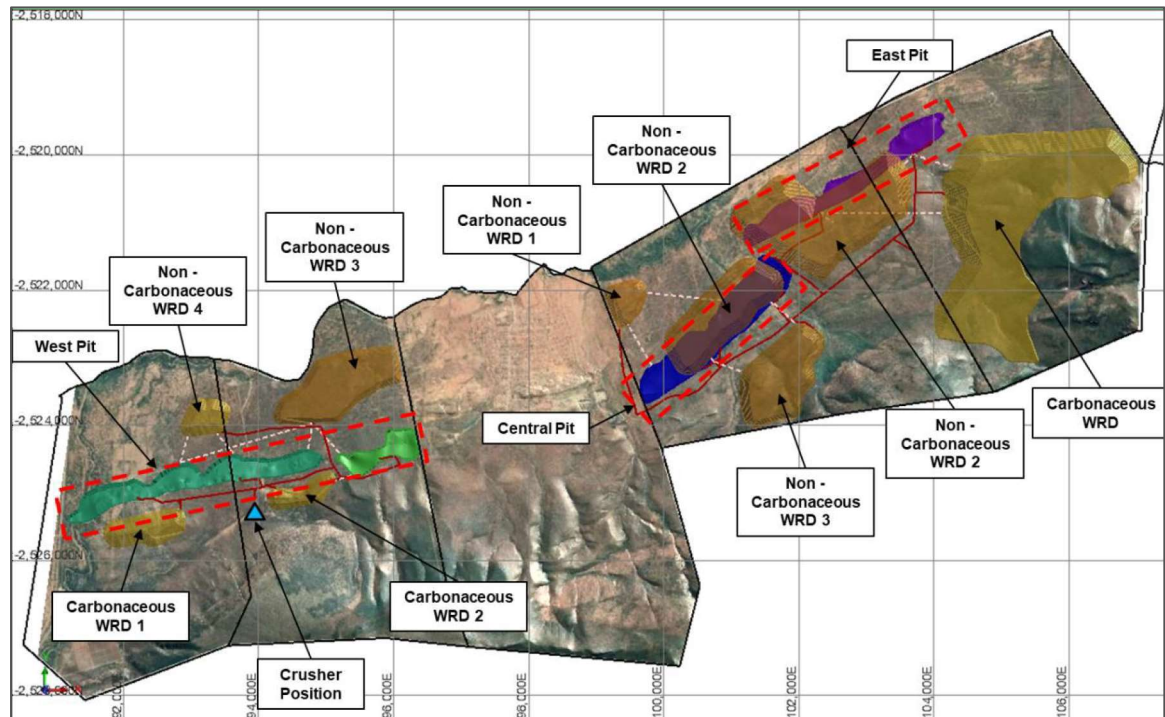 -2,518,000N
East Pit
Non -
Carbonaceous
WRD 2
-2,520,000N
Non -
Carbonaceous
WRD 1
Non -
Carbonaceous
WRD 3
Non -
Carbonaceous
WRD 4
-2,522,000N
West Pit
-2,524,000N
Central Pit
Carbonaceous
WRD
Non -
Carbonaceous
WRD 2
Non -
Carbonaceous
WRD 3
-2,526,000N
Carbonaceous
WRD 1
Carbonaceous
WRD 2
Crusher
Position
94,000E
96,000E
98,000E
100,000E
102,000E
104,000E
106,000E